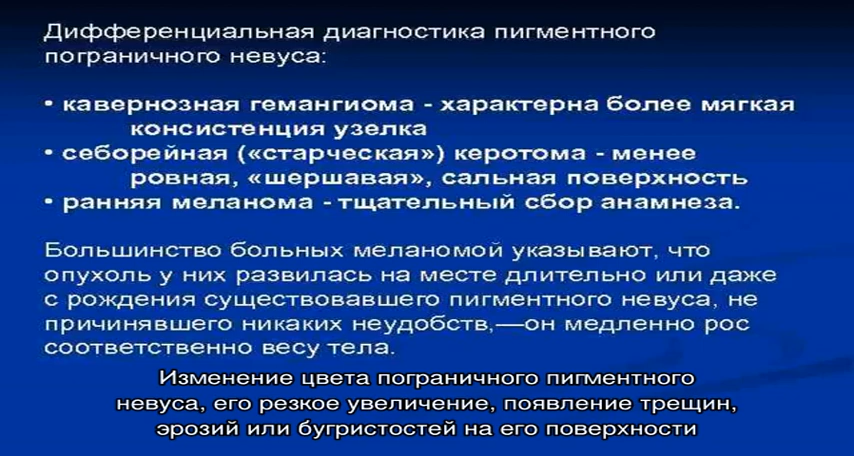 Дифференциальная диагностика пигментного
пограничного невуса:
• кавернозная гемангиома - характерна более мягкая
консистенция узелка
• себорейная («старческая») керотома - менее
ровная, «шершавая», сальная поверхность
• ранняя меланома - тщательный сбор анамнеза.
Большинство больных меланомой указывают, что
опухоль у них развилась на месте длительно или даже
с рождения существовавшего пигментного невуса, не
причинявшего никаких неудобств,—он медленно рос
соответственно весу тела.
Изменение цвета пограничного пигментного
невуса, его резкое увеличение, появление трещин,
эрозий или бугристостей на его поверхности